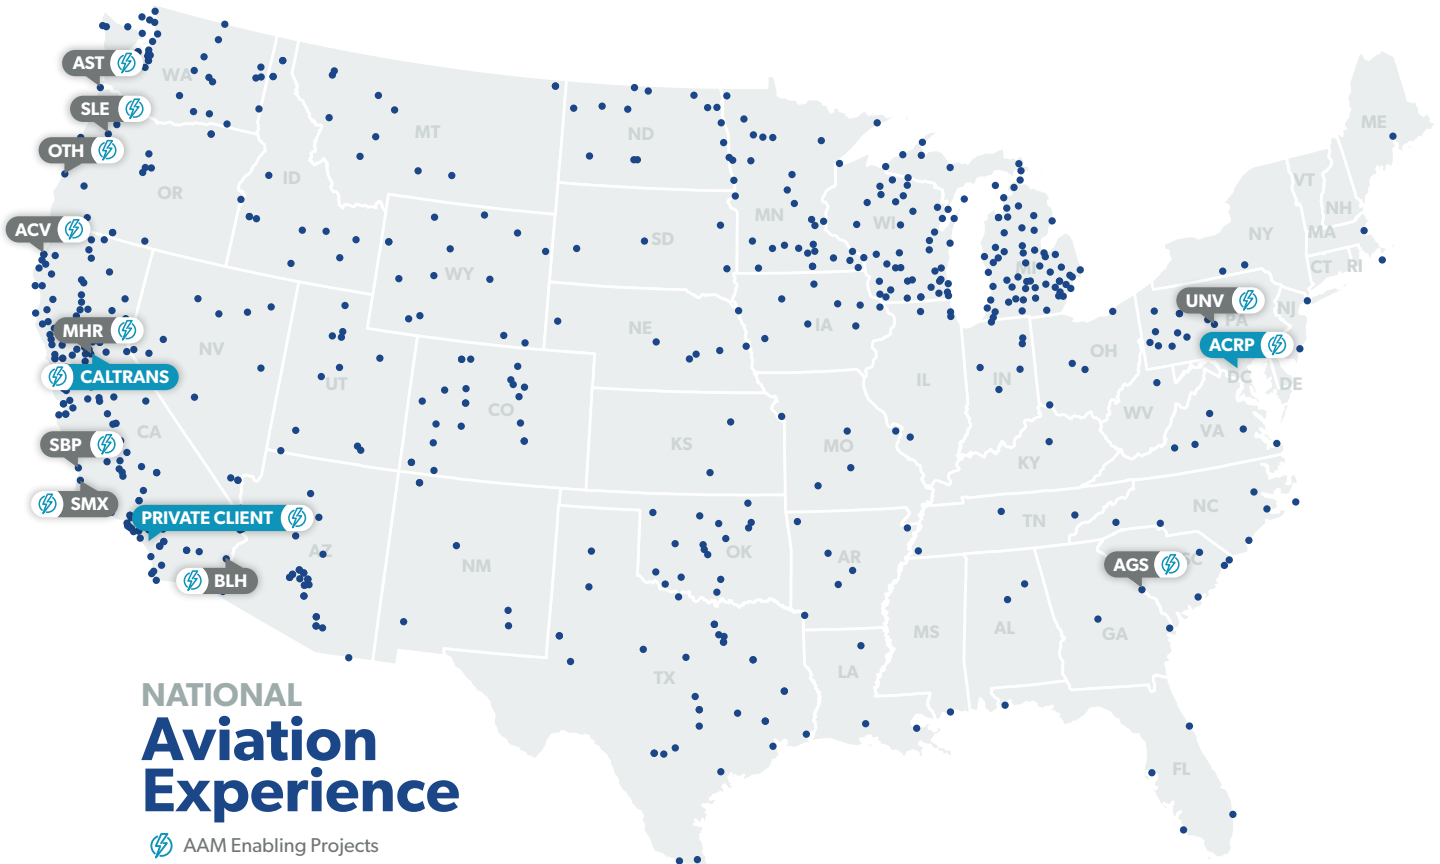 AST
WA
SLE
OTH
MT
ND
ME
ID
OR
VT
NH
MN
WI
NY
MA
ACV
SD
CT
RI
WY
MI
UNV
NJ
PA
MHR
NE
IA
NV
ACRP
OH
CALTRANS
UT
IL
IN
DC
DE
CO
WV
CA
VA
SBP
KS
MO
KY
SMX
NC
PRIVATE CLIENT
TN
AZ
OK
AR
SC
NM
AGS
BLH
MS
AL
GA
LA
TX
NATIONAL
Aviation
Experience
FL
AAM Enabling Projects